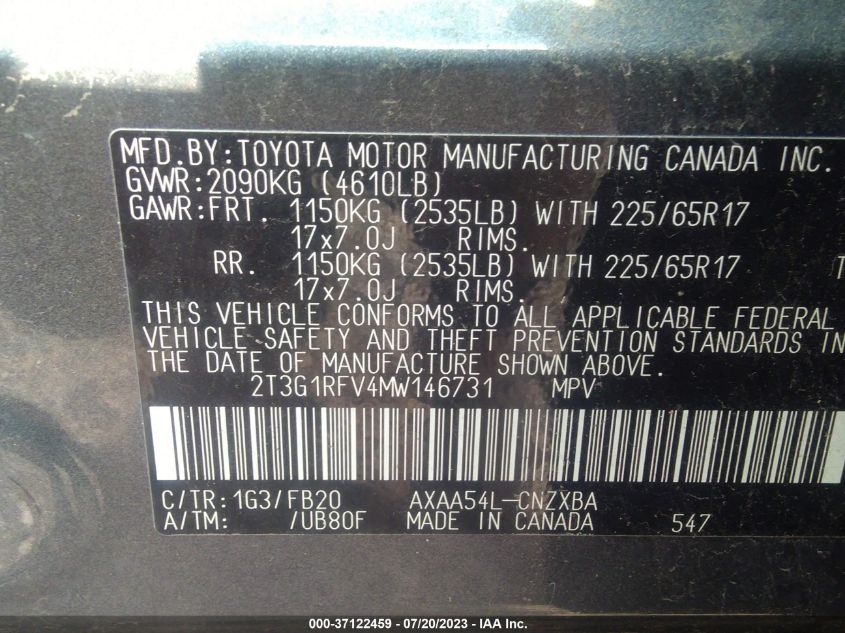 MFD.BY:TOYOTA MOTOR MANUFACTURING CANADA INC.
GVWR:2090KG (4610LB)
GAWR:FRT. 1150KG (2535LB) WITH 225/65R17
17x7.0J RIMS.
RR. 1150KG (2535LB) WITH 225/65R17 T
17x7.0J RIMS.
THIS VEHICLE CONFORMS TO ALL APPLICABLE FEDERAL
VEHICLE SAFETY AND THEFT PREVENTION STANDARDS IN
THE DATE OF MANUFACTURE SHOWN ABOVE.
2T3G1RFV4MW146731 MPV
C/TR:1G3/FB20 AXAA54L-CNZXBA
A/TM: /UB80F MADE IN CANADA 547
000-37122459 / 07/20/2023 - IAA Inc.